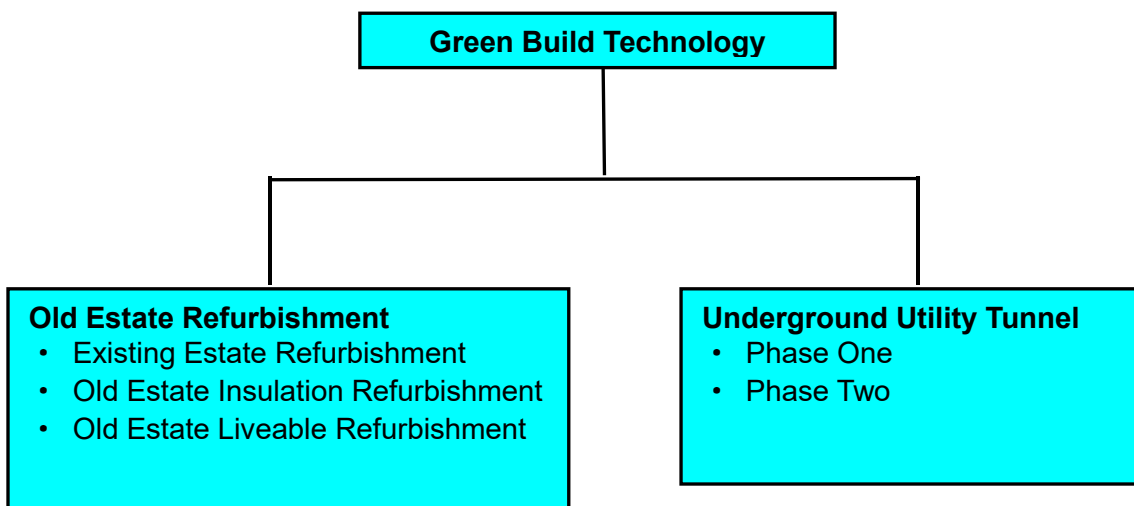 Green Build Technology
Old Estate Refurbishment
• Existing Estate Refurbishment
• Old Estate Insulation Refurbishment
• Old Estate Liveable Refurbishment
Underground Utility Tunnel
• Phase One
• Phase Two